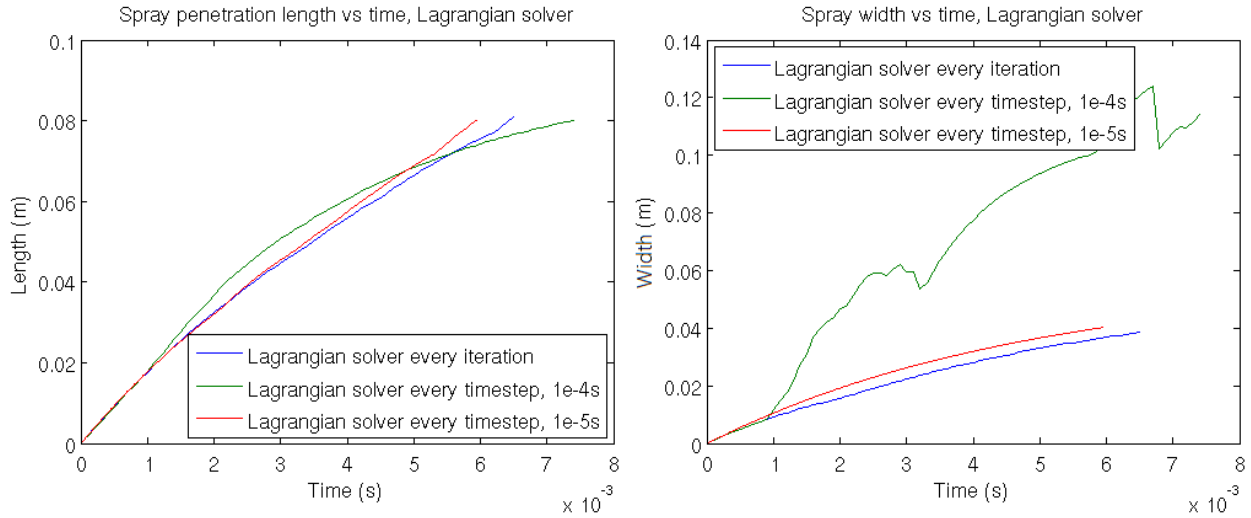 Spray penetration length vs time, Lagrangian solver
0.1
0.08
0.06
0.04
0.02
0
Length (m)
Lagrangian solver every iteration
Lagrangian solver every timestep, 1e-4s
Lagrangian solver every timestep, 1e-5s
0 1 2 3 4 5 6 7 8
Time (s)
x 10^-3
Spray width vs time, Lagrangian solver
0.14
0.12
0.1
0.08
0.06
0.04
0.02
0
Width (m)
Lagrangian solver every iteration
Lagrangian solver every timestep, 1e-4s
Lagrangian solver every timestep, 1e-5s
0 1 2 3 4 5 6 7 8
Time (s)
x 10^-3